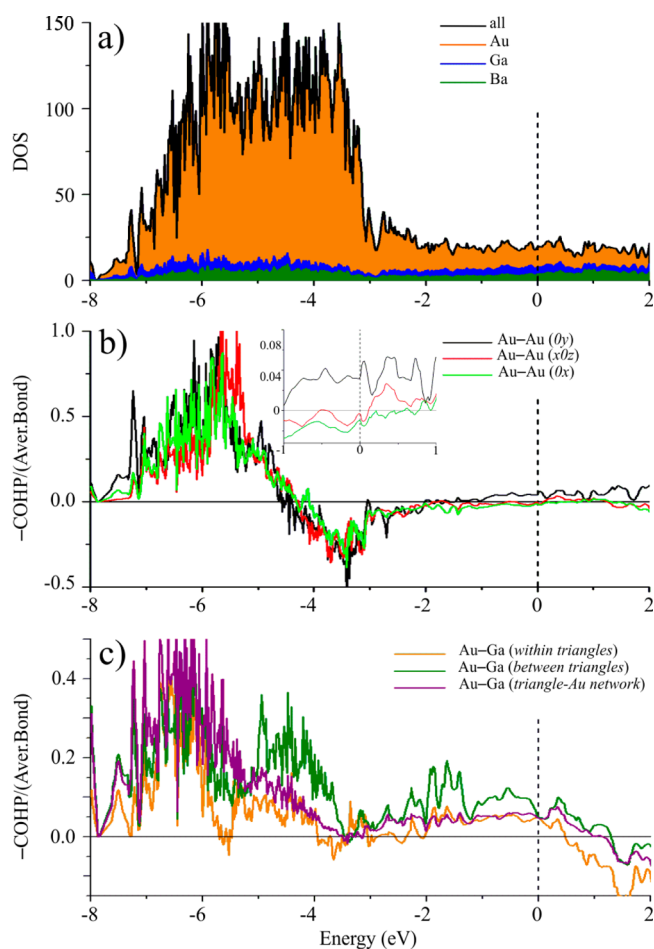 a)
150
100
50
0
DOS
all
Au
Ga
Ba
-8 -6 -4 -2 0 2
b)
1.0
0.5
0.0
-0.5
−COHP/(Aver.Bond)
0.08
0.04
0
-1 0 1
Au–Au (0y)
Au–Au (x0z)
Au–Au (0x)
-8 -6 -4 -2 0 2
c)
0.4
0.2
0.0
−COHP/(Aver.Bond)
Au–Ga (within triangles)
Au–Ga (between triangles)
Au–Ga (triangle-Au network)
-8 -6 -4 -2 0 2
Energy (eV)